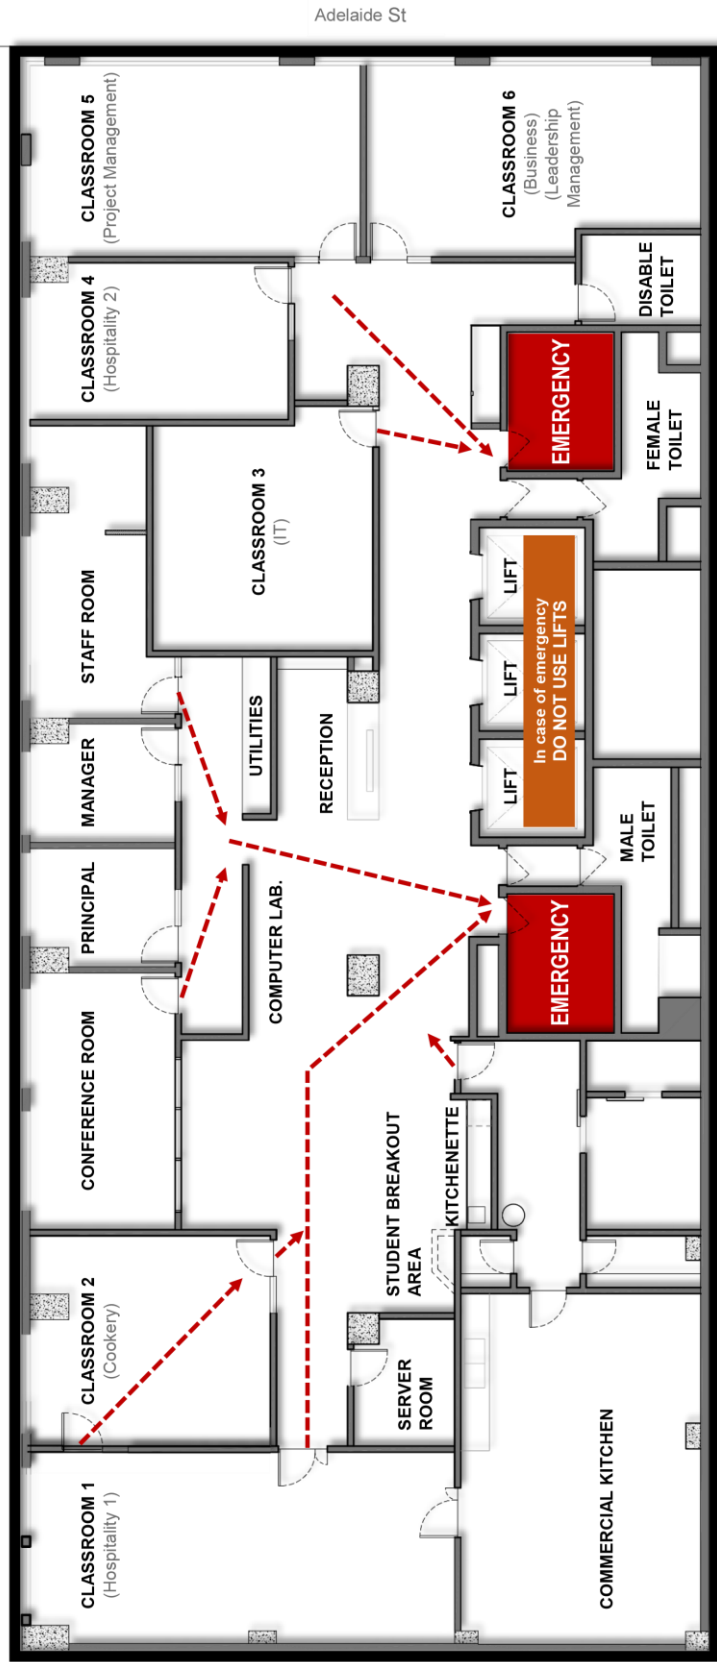 Adelaide St
CLASSROOM 5
(Project Management)
CLASSROOM 6
(Business)
(Leadership
Management)
CLASSROOM 4
(Hospitality 2)
DISABLE
TOILET
EMERGENCY
FEMALE
TOILET
CLASSROOM 3
(IT)
STAFF ROOM
LIFT
LIFT
LIFT
In case of emergency
DO NOT USE LIFTS
UTILITIES
RECEPTION
MANAGER
MALE
TOILET
PRINCIPAL
COMPUTER LAB.
EMERGENCY
CONFERENCE ROOM
KITCHENETTE
STUDENT BREAKOUT
AREA
CLASSROOM 2
(Cookery)
SERVER
ROOM
CLASSROOM 1
(Hospitality 1)
COMMERCIAL KITCHEN